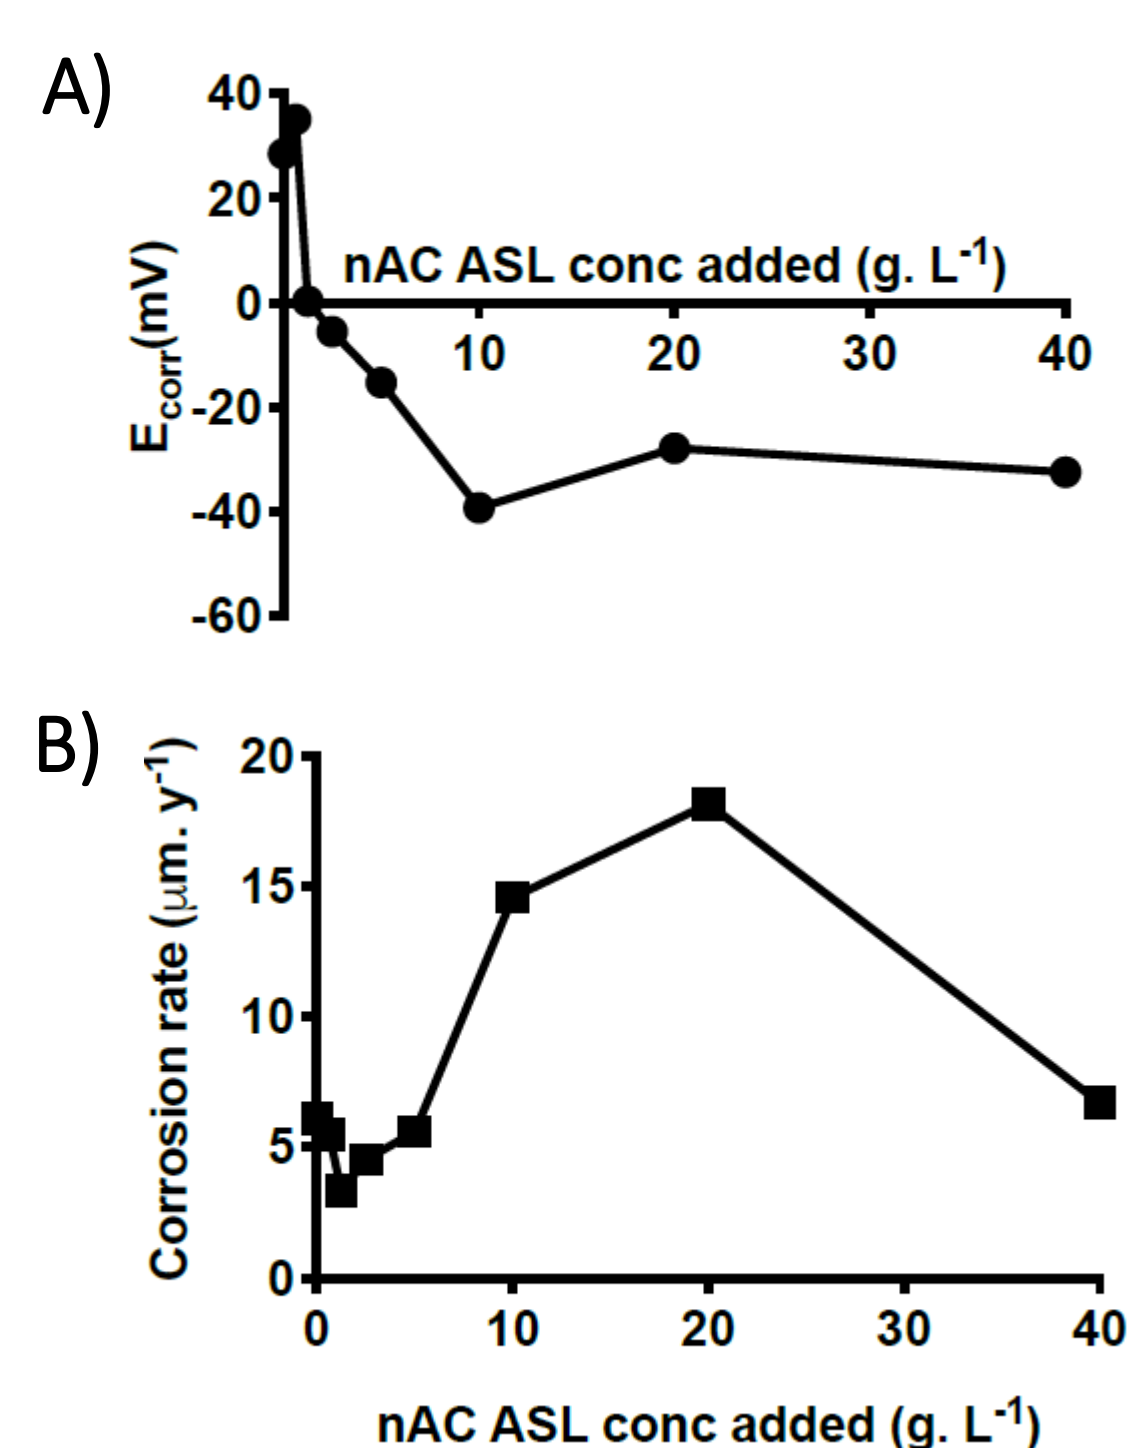 A)
40
20
0
-20
-40
-60
E_corr(mV)
nAC ASL conc added (g. L⁻¹)
10 20 30 40
B)
20
15
10
5
0
Corrosion rate (μm. y⁻¹)
0 10 20 30 40
nAC ASL conc added (g. L⁻¹)